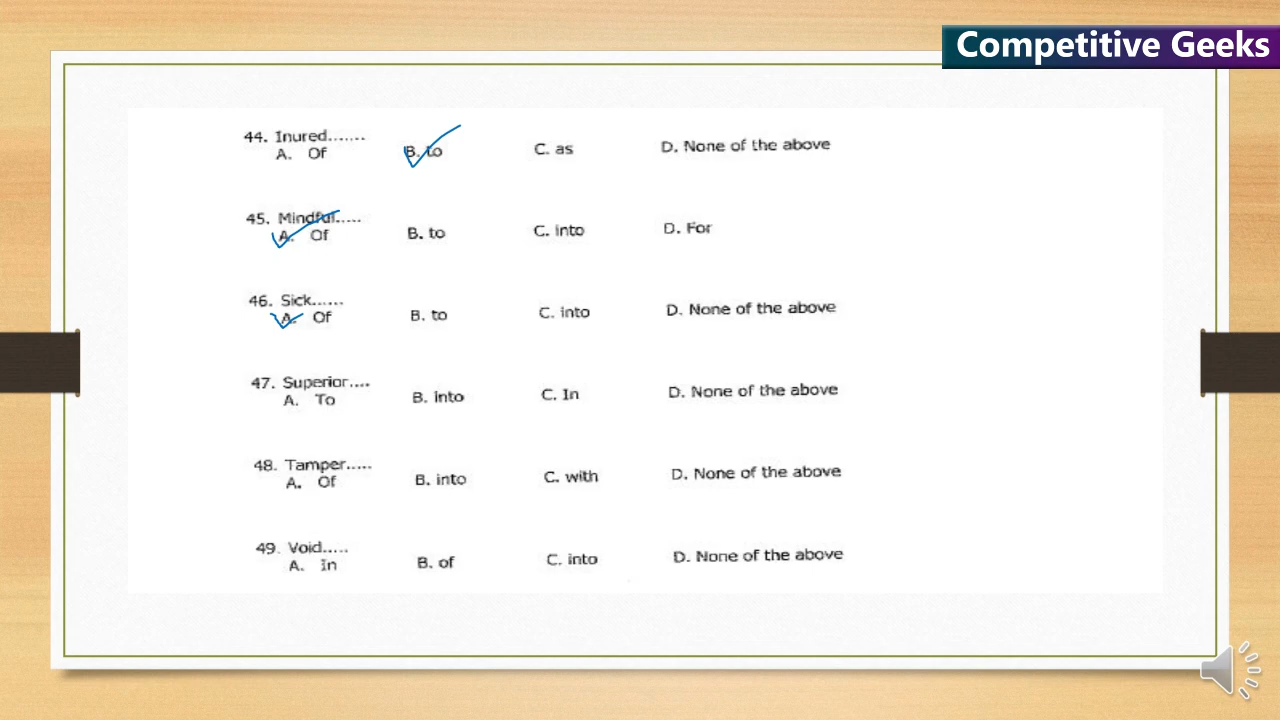 Competitive Geeks
44. Inured.......
A. Of B. to C. as D. None of the above
45. Mindful.....
A. Of B. to C. into D. For
46. Sick......
A. Of B. to C. into D. None of the above
47. Superior....
A. To B. into C. In D. None of the above
48. Tamper.....
A. Of B. into C. with D. None of the above
49. Void.....
A. In B. of C. into D. None of the above